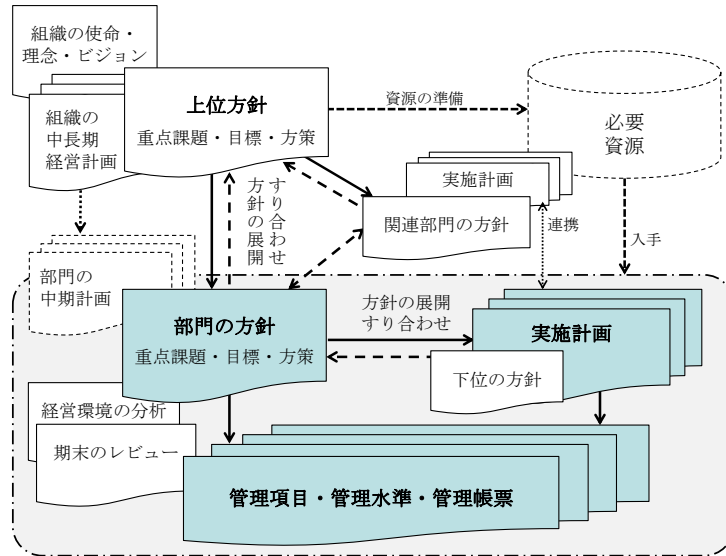 組織の使命・
理念・ビジョン
上位方針
重点課題・目標・方策
組織の
中長期
経営計画
資源の準備
必要
資源
実施計画
関連部門の方針
方針の展開
すり合わせ
連携
入手
部門の
中期計画
部門の方針
重点課題・目標・方策
方針の展開
すり合わせ
実施計画
下位の方針
経営環境の分析
期末のレビュー
管理項目・管理水準・管理帳票